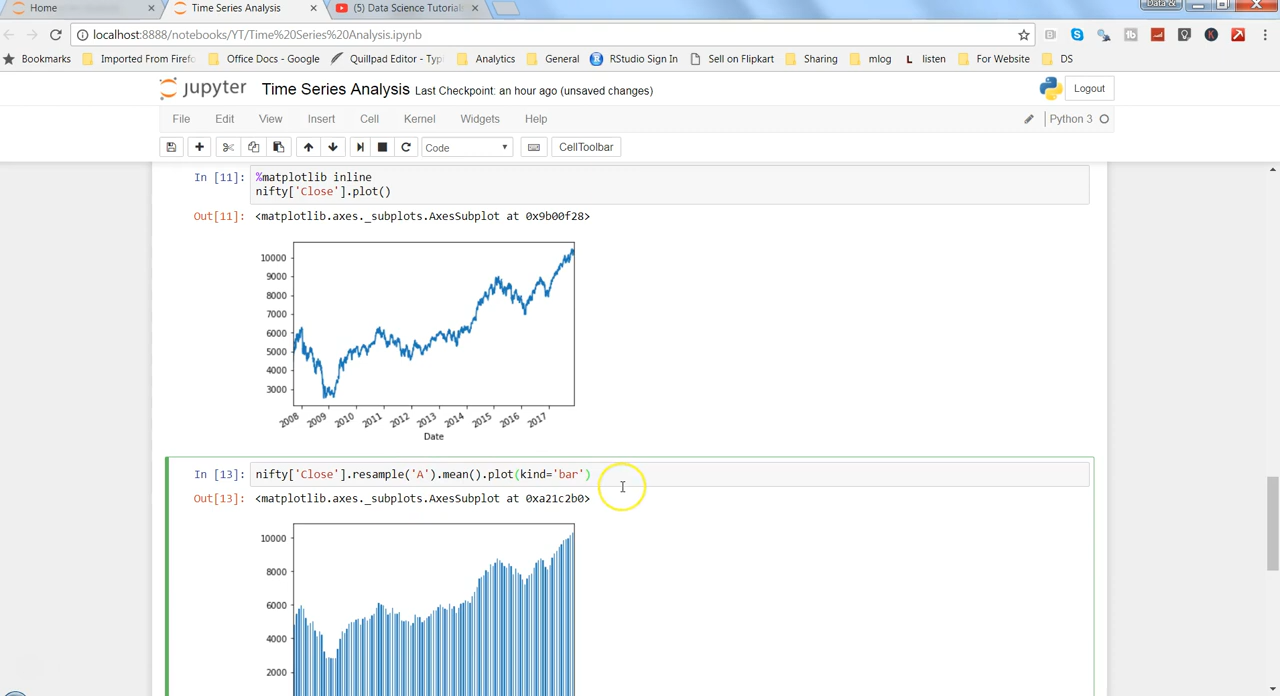 Home
Time Series Analysis
(5) Data Science Tutorials
Data &
localhost:8888/notebooks/YT/Time%20Series%20Analysis.ipynb
Bookmarks
Imported From Firefo
Office Docs - Google
Quillpad Editor - Typi
Analytics
General
RStudio Sign In
Sell on Flipkart
Sharing
mlog
listen
For Website
DS
jupyter Time Series Analysis Last Checkpoint: an hour ago (unsaved changes)
Logout
File Edit View Insert Cell Kernel Widgets Help
Python 3
Code
CellToolbar
In [11]: %matplotlib inline
nifty['Close'].plot()
Out[11]: <matplotlib.axes._subplots.AxesSubplot at 0x9b00f28>
10000
9000
8000
7000
6000
5000
4000
3000
2008 2009 2010 2011 2012 2013 2014 2015 2016 2017
Date
In [13]: nifty['Close'].resample('A').mean().plot(kind='bar')
Out[13]: <matplotlib.axes._subplots.AxesSubplot at 0xa21c2b0>
10000
8000
6000
4000
2000